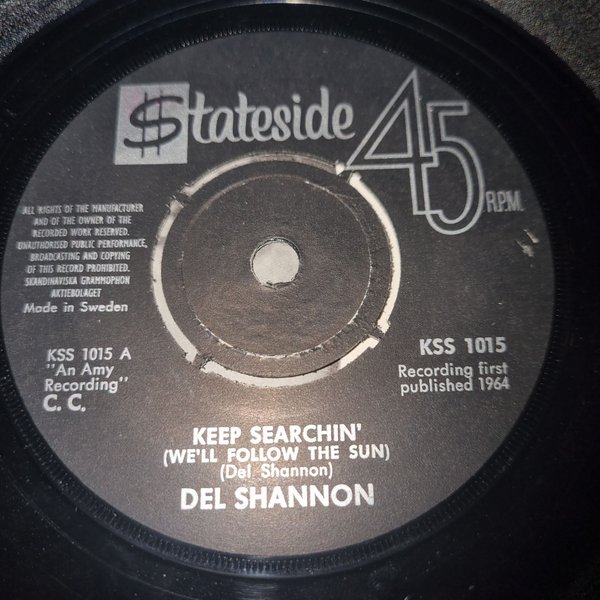 $tateside 45 R.P.M.
ALL RIGHTS OF THE MANUFACTURER
AND OF THE OWNER OF THE
RECORDED WORK RESERVED.
UNAUTHORISED PUBLIC PERFORMANCE,
BROADCASTING AND COPYING
OF THIS RECORD PROHIBITED.
SKANDINAVISKA GRAMMOPHON
AKTIEBOLAGET
Made in Sweden
KSS 1015 A
"An Amy
Recording"
C. C.
KSS 1015
Recording first
published 1964
KEEP SEARCHIN'
(WE'LL FOLLOW THE SUN)
(Del Shannon)
DEL SHANNON